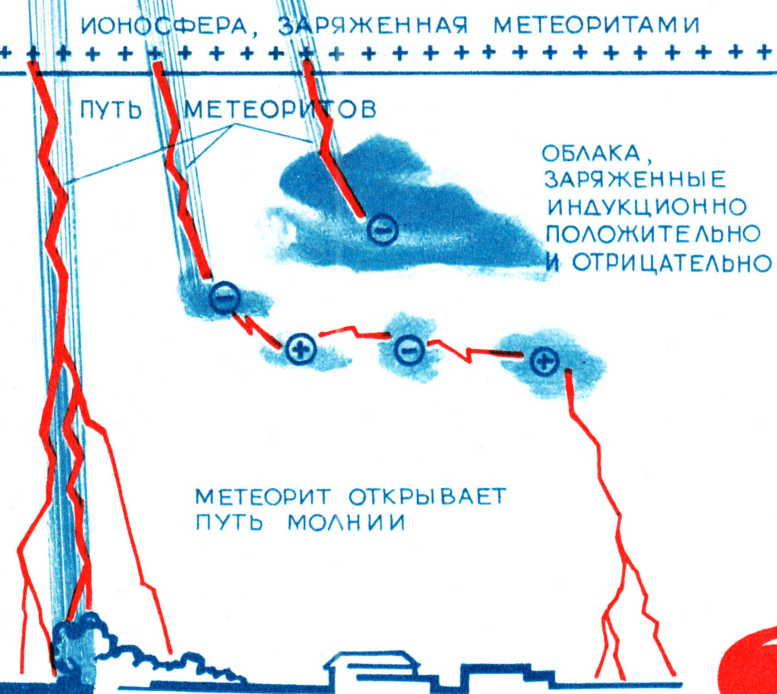 ИОНОСФЕРА, ЗАРЯЖЕННАЯ МЕТЕОРИТАМИ
ПУТЬ МЕТЕОРИТОВ
ОБЛАКА,
ЗАРЯЖЕННЫЕ
ИНДУКЦИОННО
ПОЛОЖИТЕЛЬНО
И ОТРИЦАТЕЛЬНО
МЕТЕОРИТ ОТКРЫВАЕТ
ПУТЬ МОЛНИИ